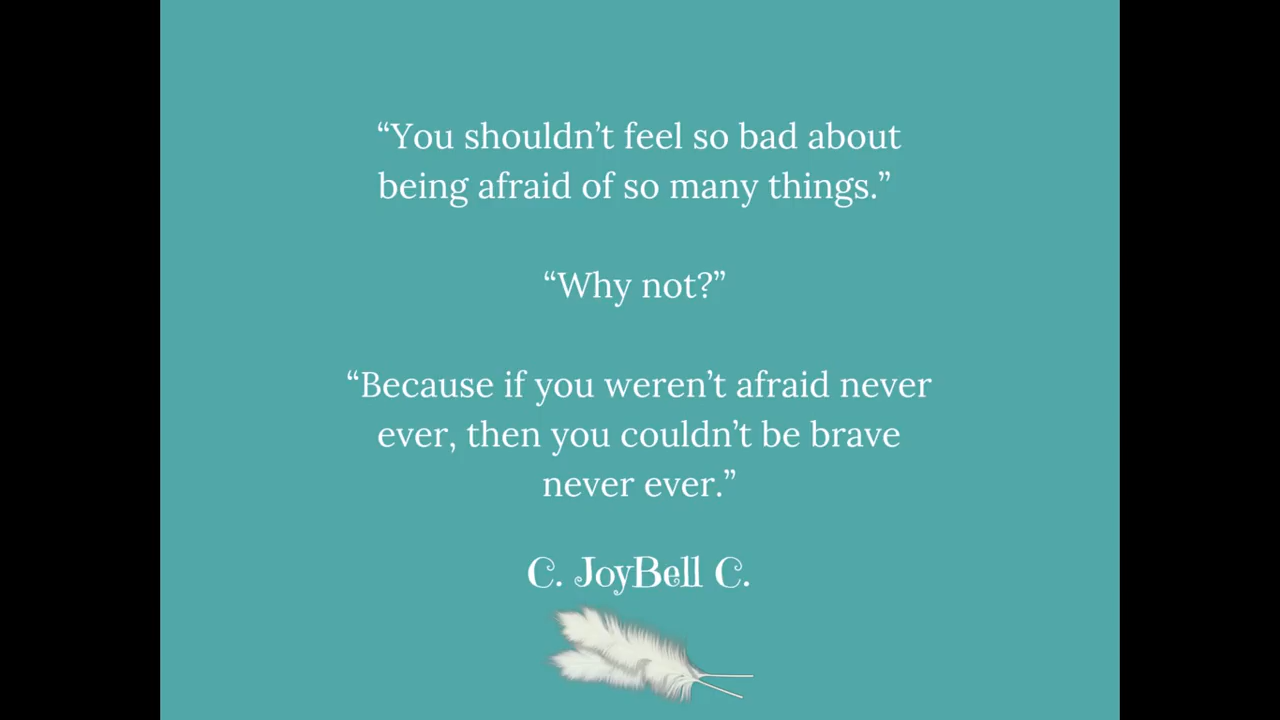 “You shouldn’t feel so bad about
being afraid of so many things.”
“Why not?”
“Because if you weren’t afraid never
ever, then you couldn’t be brave
never ever.”
C. JoyBell C.